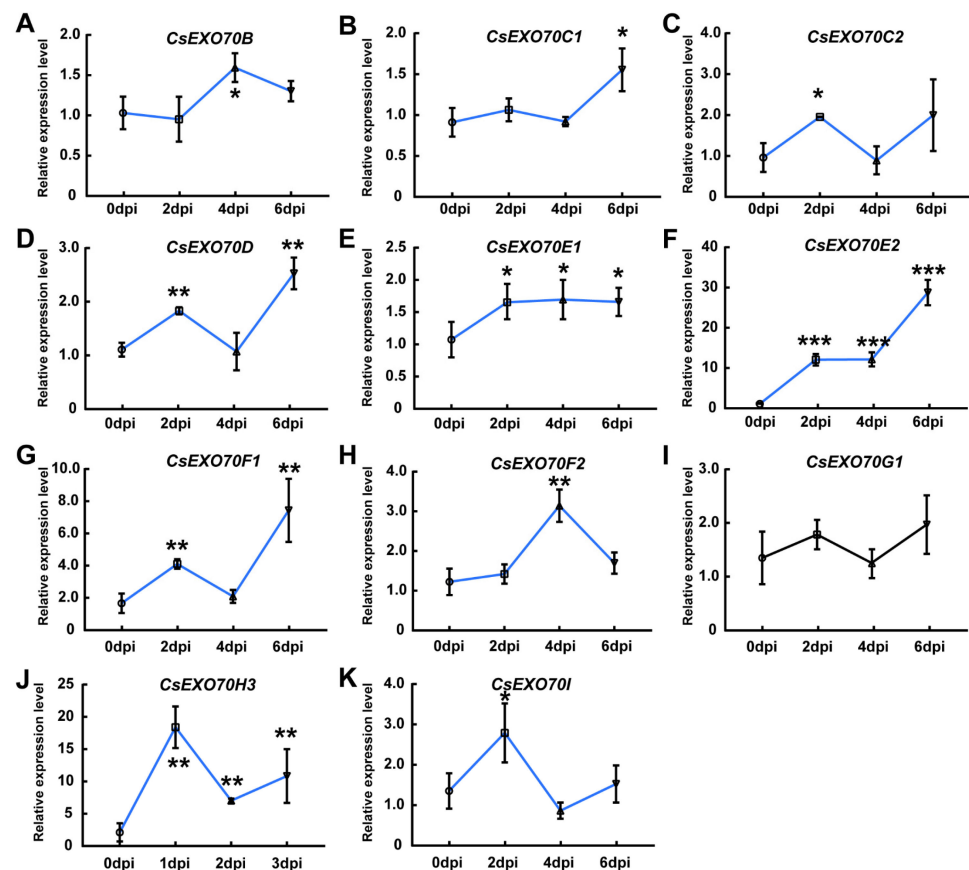 A
CsEXO70B
Relative expression level
2.0
1.5
1.0
0.5
0
*
0dpi 2dpi 4dpi 6dpi
B
CsEXO70C1
Relative expression level
2.0
1.5
1.0
0.5
0
*
0dpi 2dpi 4dpi 6dpi
C
CsEXO70C2
Relative expression level
4.0
3.0
2.0
1.0
0
*
0dpi 2dpi 4dpi 6dpi
D
CsEXO70D
Relative expression level
3.0
2.0
1.0
0
** **
0dpi 2dpi 4dpi 6dpi
E
CsEXO70E1
Relative expression level
2.5
2.0
1.5
1.0
0.5
0
* * *
0dpi 2dpi 4dpi 6dpi
F
CsEXO70E2
Relative expression level
40
30
20
10
0
*** *** ***
0dpi 2dpi 4dpi 6dpi
G
CsEXO70F1
Relative expression level
10.0
8.0
6.0
4.0
2.0
0
** **
0dpi 2dpi 4dpi 6dpi
H
CsEXO70F2
Relative expression level
4.0
3.0
2.0
1.0
0
**
0dpi 2dpi 4dpi 6dpi
I
CsEXO70G1
Relative expression level
3.0
2.0
1.0
0
0dpi 2dpi 4dpi 6dpi
J
CsEXO70H3
Relative expression level
25
20
15
10
5
0
** ** **
0dpi 1dpi 2dpi 3dpi
K
CsEXO70I
Relative expression level
4.0
3.0
2.0
1.0
0
*
0dpi 2dpi 4dpi 6dpi